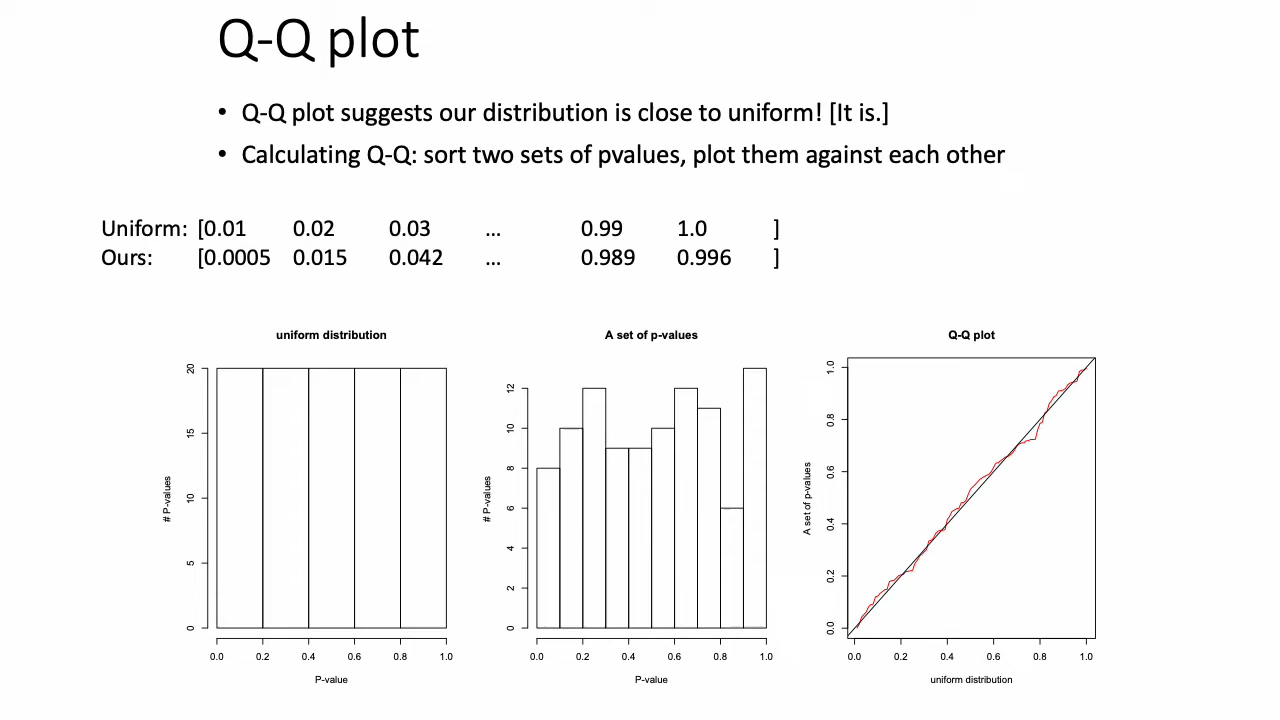 Q-Q plot
• Q-Q plot suggests our distribution is close to uniform! [It is.]
• Calculating Q-Q: sort two sets of pvalues, plot them against each other
Uniform: [0.01 0.02 0.03 ... 0.99 1.0 ]
Ours: [0.0005 0.015 0.042 ... 0.989 0.996 ]
uniform distribution
# P-values
20
15
10
5
0
0.0 0.2 0.4 0.6 0.8 1.0
P-value
A set of p-values
# P-values
12
10
8
6
4
2
0
0.0 0.2 0.4 0.6 0.8 1.0
P-value
Q-Q plot
A set of p-values
1.0
0.8
0.6
0.4
0.2
0.0
0.0 0.2 0.4 0.6 0.8 1.0
uniform distribution